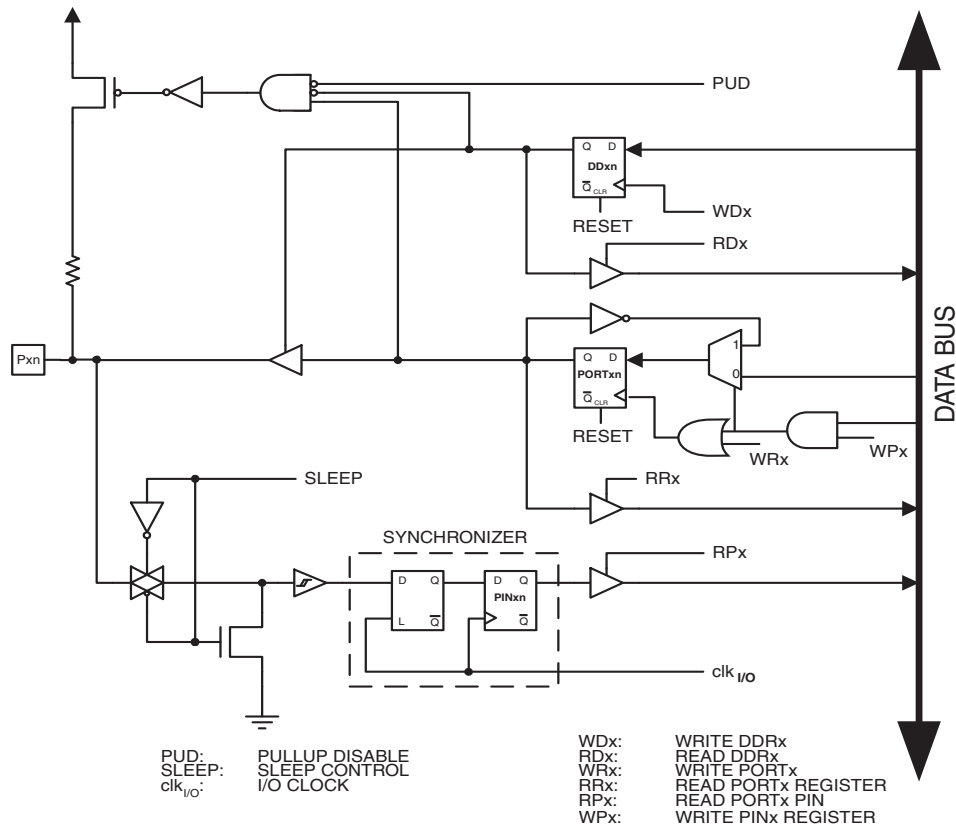 PUD
Q D
DDxn
Q CLR
WDx
RESET
RDx
Pxn
1
Q D
0
PORTxn
Q CLR
RESET
WRx
WPx
DATA BUS
SLEEP
RRx
SYNCHRONIZER
RPx
D Q
D Q
PINxn
L Q
Q
clk I/O
PUD: PULLUP DISABLE
SLEEP: SLEEP CONTROL
clk I/O: I/O CLOCK
WDx: WRITE DDRx
RDx: READ DDRx
WRx: WRITE PORTx
RRx: READ PORTx REGISTER
RPx: READ PORTx PIN
WPx: WRITE PINx REGISTER